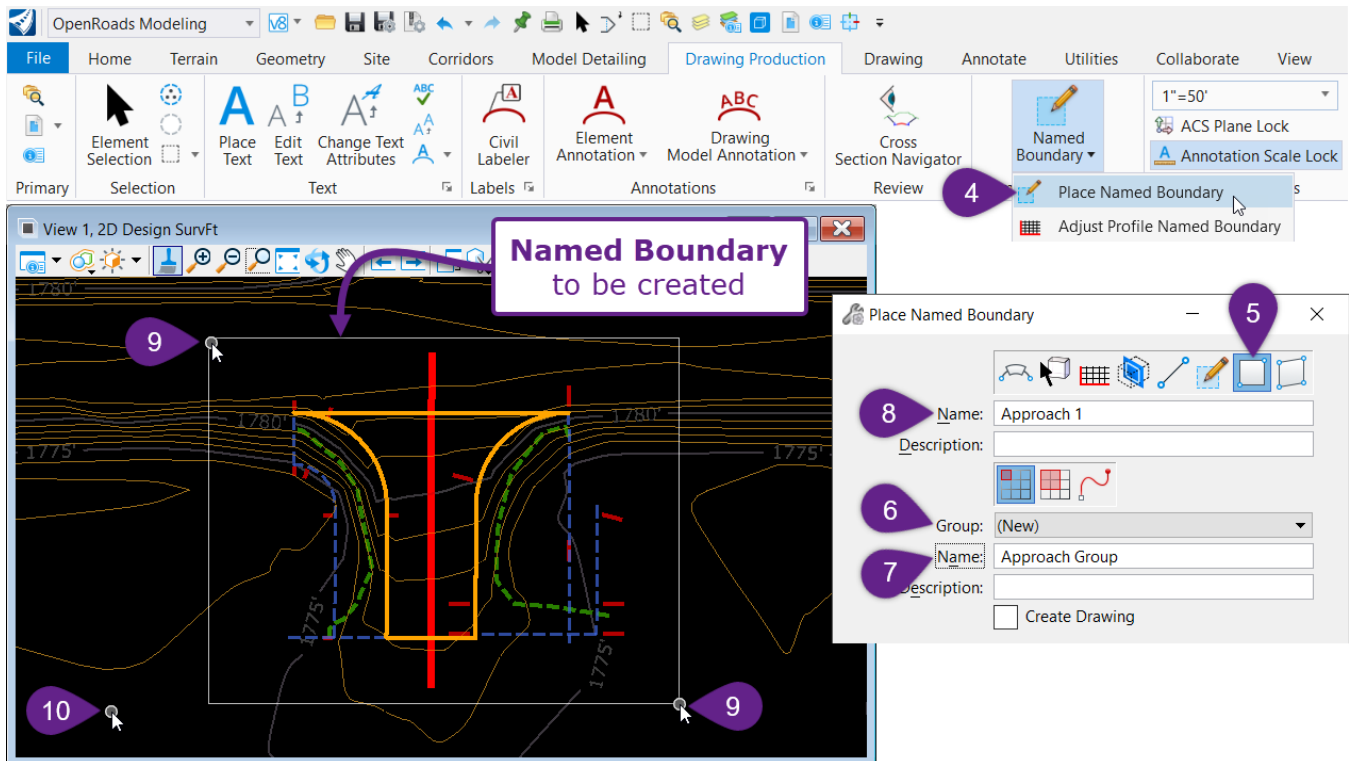 OpenRoads Modeling
V8
File Home Terrain Geometry Site Corridors Model Detailing Drawing Production Drawing Annotate Utilities Collaborate View
Element Selection
Place Text
Edit Text
Change Text Attributes
ABC
Civil Labeler
Element Annotation
ABC
Drawing Model Annotation
Cross Section Navigator
Named Boundary
1"=50'
ACS Plane Lock
Annotation Scale Lock
Primary Selection Text Labels Annotations Review
4
Place Named Boundary
Adjust Profile Named Boundary
View 1, 2D Design SurvFt
Named Boundary
to be created
1780'
9
1780'
1780'
1775'
1775'
1775'
1775'
10
9
Place Named Boundary
5
8
Name: Approach 1
Description:
6
Group: (New)
7
Name: Approach Group
Description:
Create Drawing